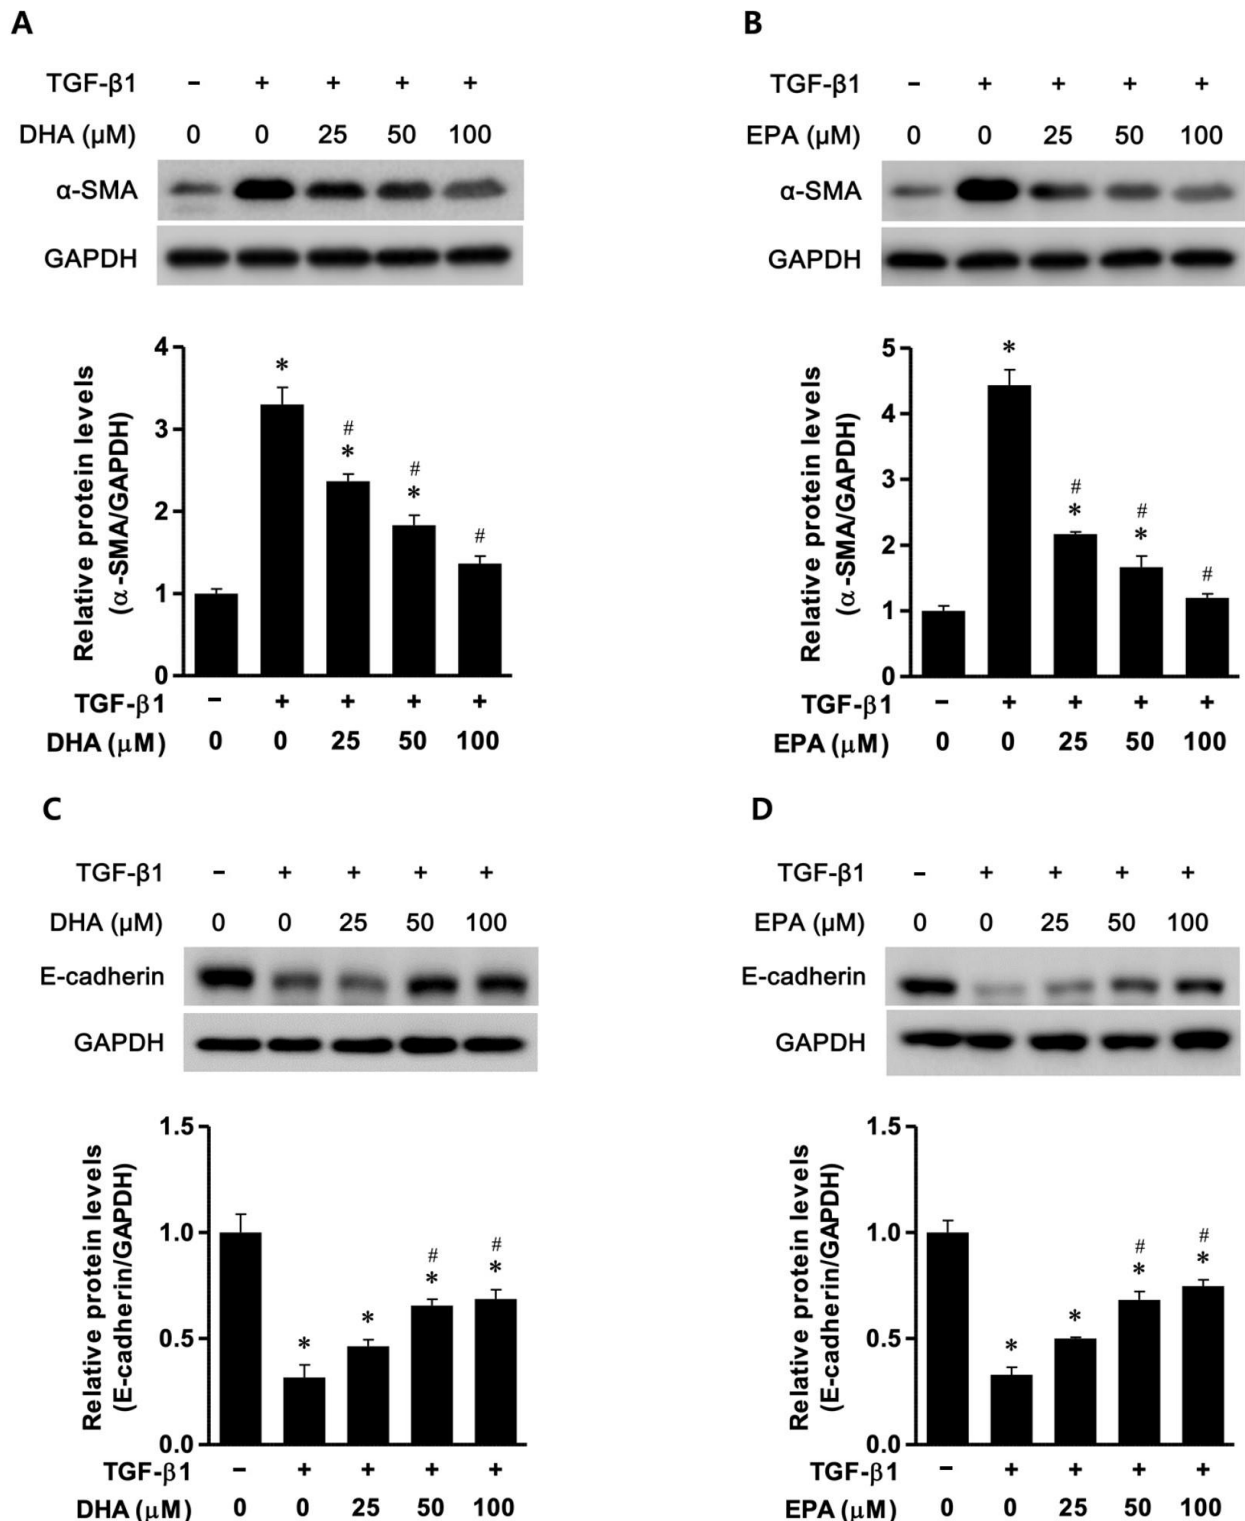 A
TGF-β1 − + + + +
DHA (μM) 0 0 25 50 100
α-SMA
GAPDH
Relative protein levels
(α-SMA/GAPDH)
4
3
2
1
0
*
#
*
#
*
#
TGF-β1 − + + + +
DHA (μM) 0 0 25 50 100
B
TGF-β1 − + + + +
EPA (μM) 0 0 25 50 100
α-SMA
GAPDH
Relative protein levels
(α-SMA/GAPDH)
5
4
3
2
1
0
*
#
*
#
*
#
TGF-β1 − + + + +
EPA (μM) 0 0 25 50 100
C
TGF-β1 − + + + +
DHA (μM) 0 0 25 50 100
E-cadherin
GAPDH
Relative protein levels
(E-cadherin/GAPDH)
1.5
1.0
0.5
0.0
*
*
#
*
#
*
TGF-β1 − + + + +
DHA (μM) 0 0 25 50 100
D
TGF-β1 − + + + +
EPA (μM) 0 0 25 50 100
E-cadherin
GAPDH
Relative protein levels
(E-cadherin/GAPDH)
1.5
1.0
0.5
0.0
*
*
#
*
#
*
TGF-β1 − + + + +
EPA (μM) 0 0 25 50 100